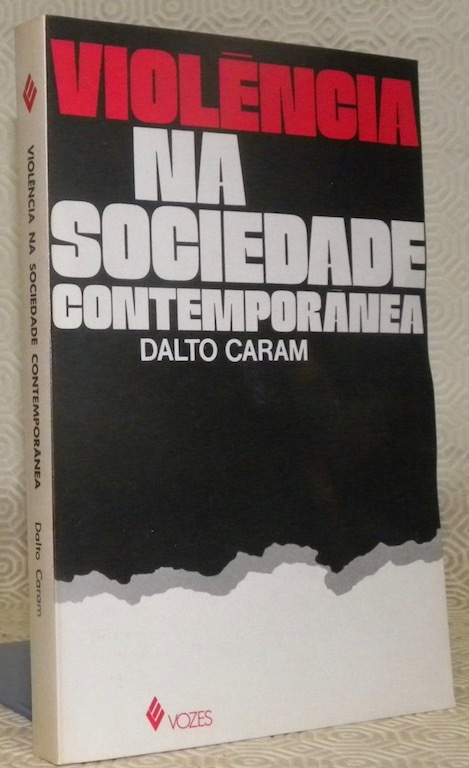 VIOLÊNCIA
NA
SOCIEDADE
CONTEMPORÂNEA
DALTO CARAM
VOZES
VIOLÊNCIA NA SOCIEDADE CONTEMPORÂNEA Dalto Caram